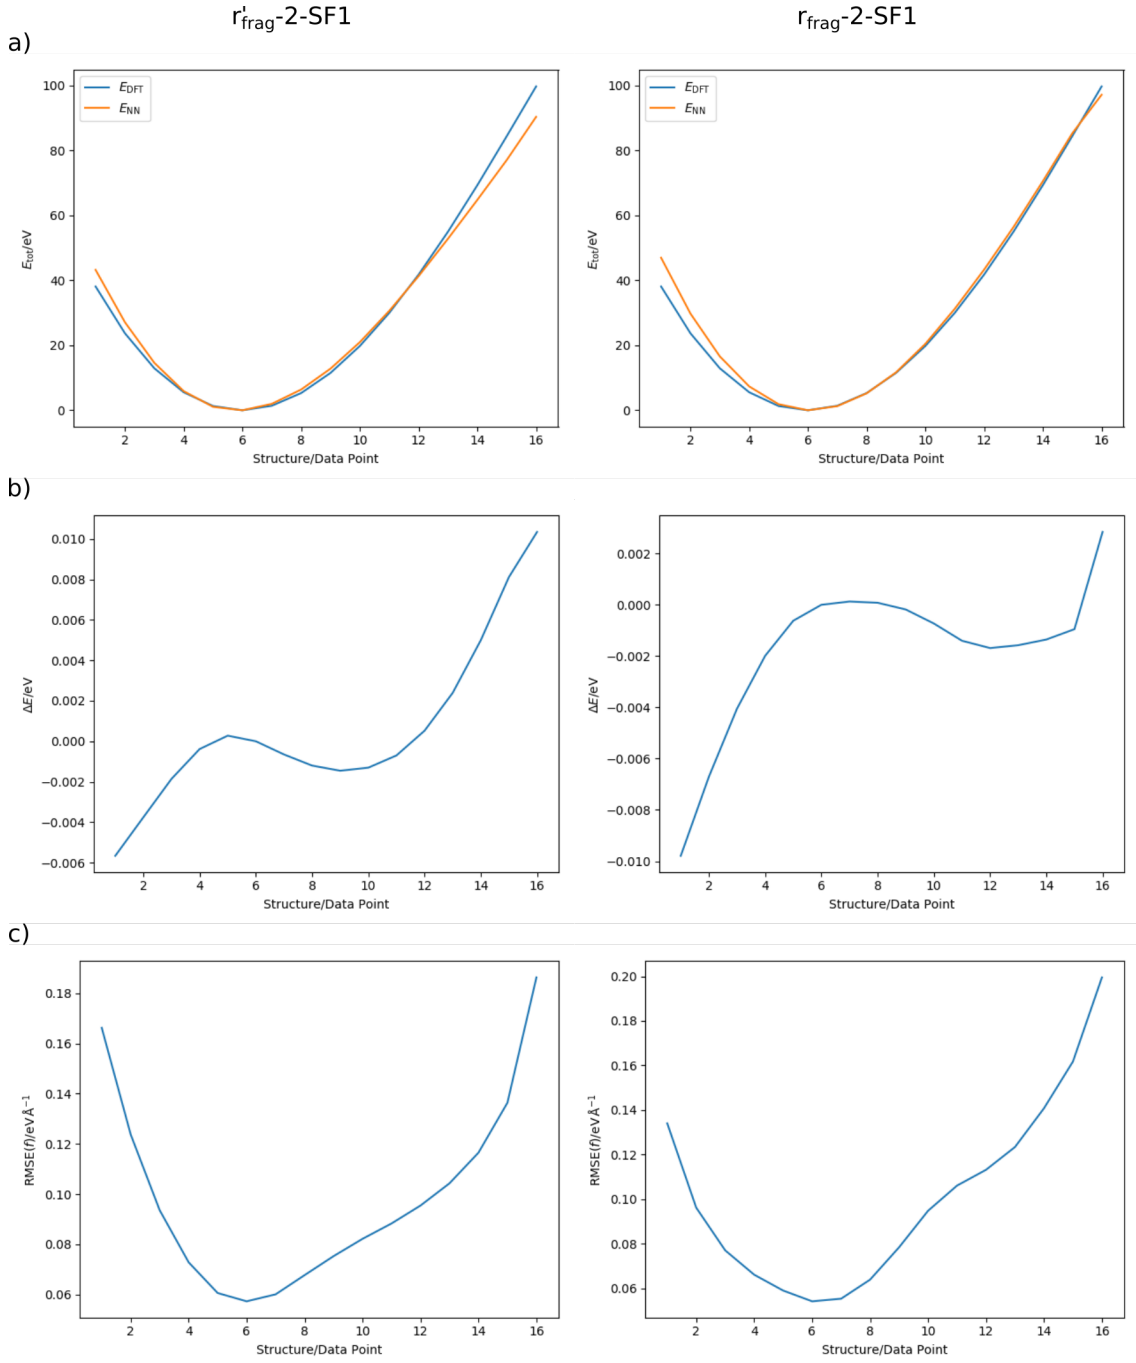 r'frag-2-SF1
rfrag-2-SF1
a)
EDFT
ENN
100
80
60
40
20
0
Etot/eV
2 4 6 8 10 12 14 16
Structure/Data Point
EDFT
ENN
100
80
60
40
20
0
Etot/eV
2 4 6 8 10 12 14 16
Structure/Data Point
b)
0.010
0.008
0.006
0.004
0.002
0.000
−0.002
−0.004
−0.006
ΔE/eV
2 4 6 8 10 12 14 16
Structure/Data Point
0.002
0.000
−0.002
−0.004
−0.006
−0.008
−0.010
ΔE/eV
2 4 6 8 10 12 14 16
Structure/Data Point
c)
0.18
0.16
0.14
0.12
0.10
0.08
0.06
RMSE(f)/eVÅ⁻¹
2 4 6 8 10 12 14 16
Structure/Data Point
0.20
0.18
0.16
0.14
0.12
0.10
0.08
0.06
RMSE(f)/eVÅ⁻¹
2 4 6 8 10 12 14 16
Structure/Data Point